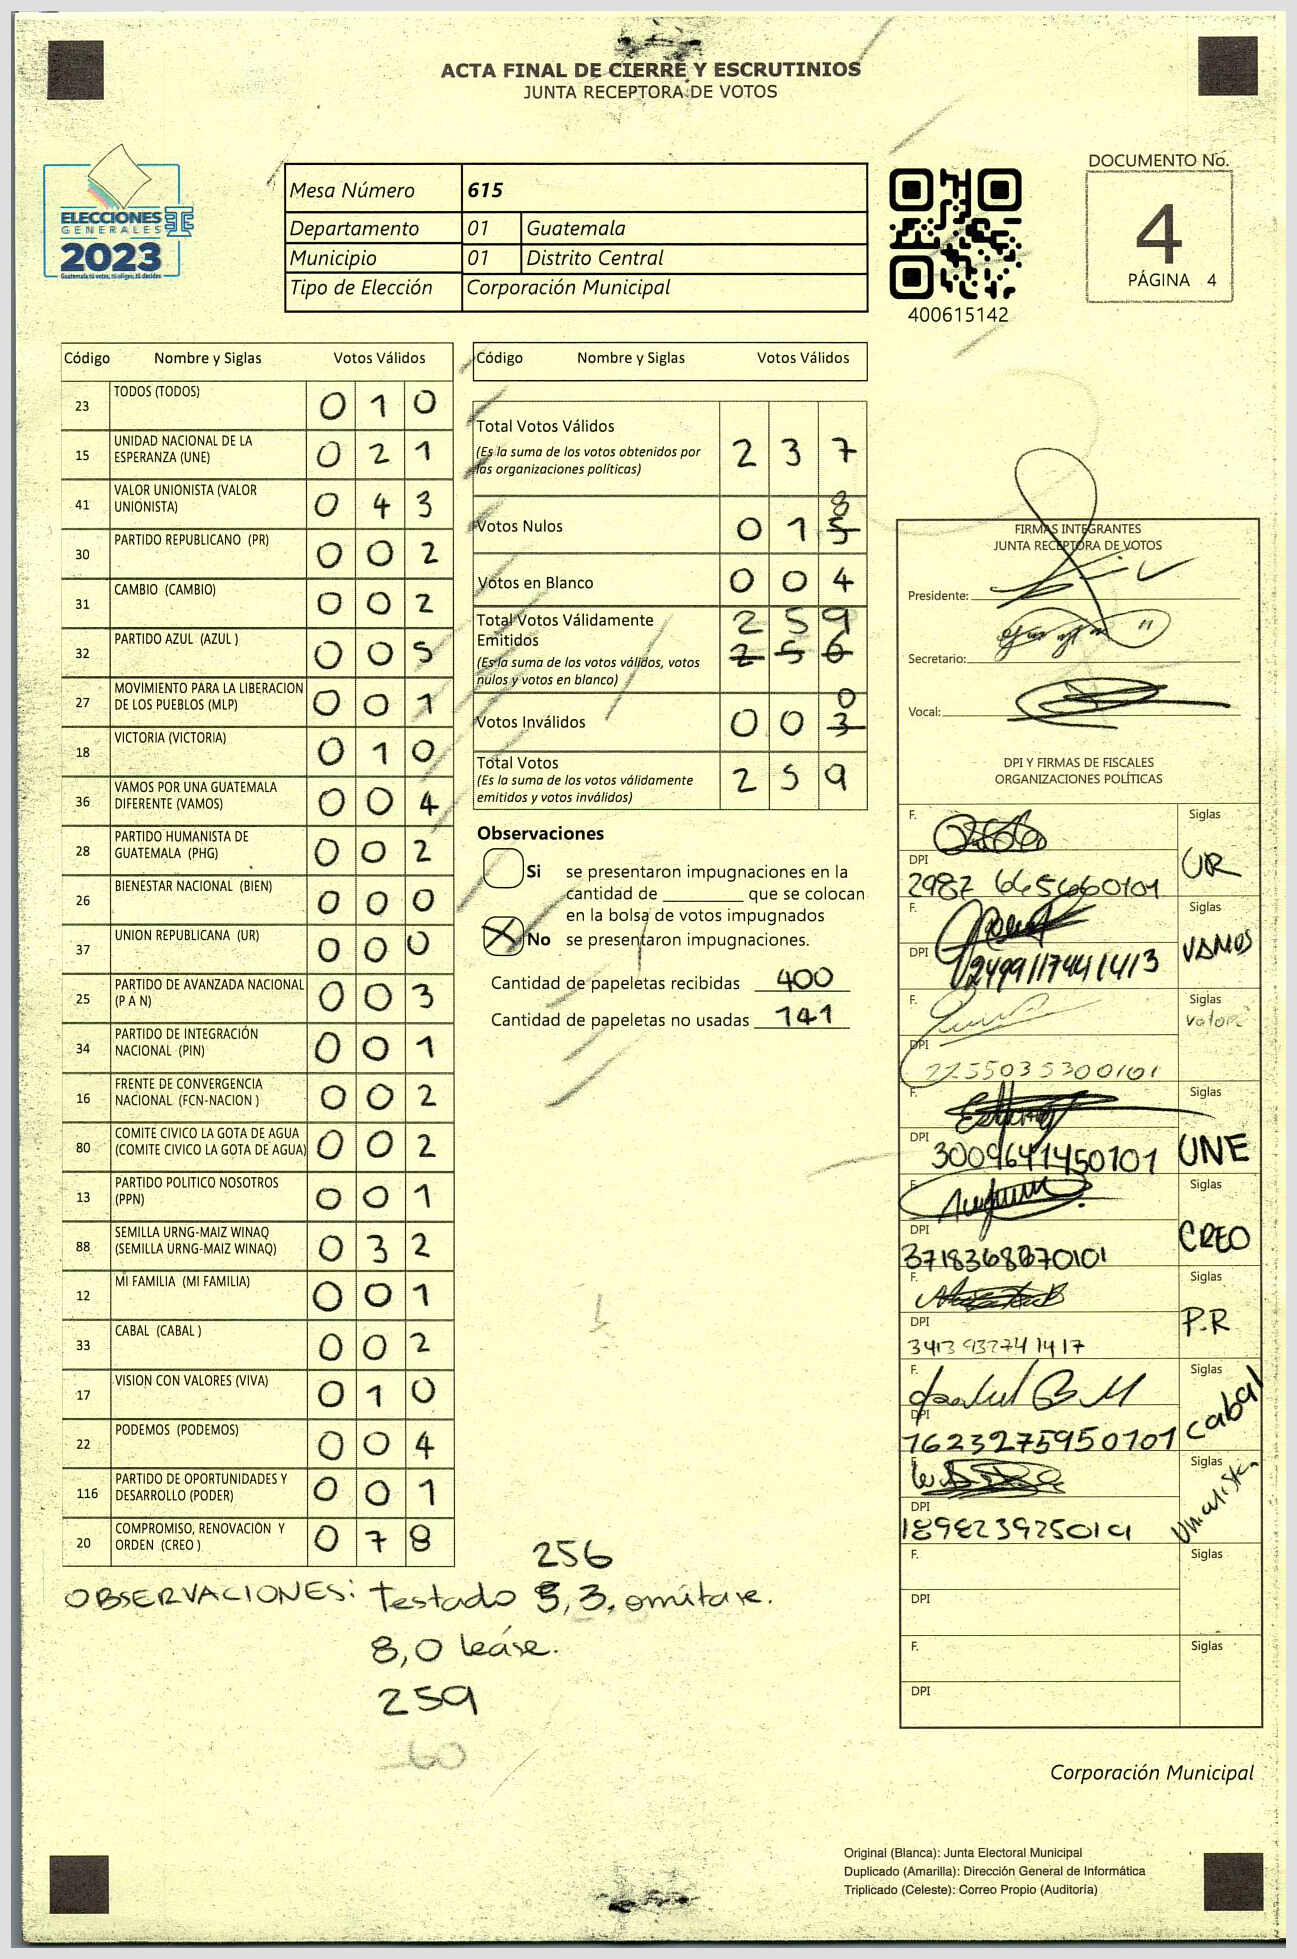 ACTA FINAL DE CIERRE Y ESCRUTINIOS
JUNTA RECEPTORA DE VOTOS
ELECCIONES
GENERALES
2023
Guatemala tú votas, tú eliges, tú decides
Mesa Número 615
Departamento 01 Guatemala
Municipio 01 Distrito Central
Tipo de Elección Corporación Municipal
400615142
DOCUMENTO No.
4
PÁGINA 4
Código Nombre y Siglas Votos Válidos
23 TODOS (TODOS) 0 1 0
15 UNIDAD NACIONAL DE LA ESPERANZA (UNE) 0 2 1
41 VALOR UNIONISTA (VALOR UNIONISTA) 0 4 3
30 PARTIDO REPUBLICANO (PR) 0 0 2
31 CAMBIO (CAMBIO) 0 0 2
32 PARTIDO AZUL (AZUL ) 0 0 5
27 MOVIMIENTO PARA LA LIBERACION DE LOS PUEBLOS (MLP) 0 0 1
18 VICTORIA (VICTORIA) 0 1 0
36 VAMOS POR UNA GUATEMALA DIFERENTE (VAMOS) 0 0 4
28 PARTIDO HUMANISTA DE GUATEMALA (PHG) 0 0 2
26 BIENESTAR NACIONAL (BIEN) 0 0 0
37 UNION REPUBLICANA (UR) 0 0 0
25 PARTIDO DE AVANZADA NACIONAL (P A N) 0 0 3
34 PARTIDO DE INTEGRACIÓN NACIONAL (PIN) 0 0 1
16 FRENTE DE CONVERGENCIA NACIONAL (FCN-NACION ) 0 0 2
80 COMITE CIVICO LA GOTA DE AGUA (COMITE CIVICO LA GOTA DE AGUA) 0 0 2
13 PARTIDO POLITICO NOSOTROS (PPN) 0 0 1
88 SEMILLA URNG-MAIZ WINAQ (SEMILLA URNG-MAIZ WINAQ) 0 3 2
12 MI FAMILIA (MI FAMILIA) 0 0 1
33 CABAL (CABAL ) 0 0 2
17 VISION CON VALORES (VIVA) 0 1 0
22 PODEMOS (PODEMOS) 0 0 4
116 PARTIDO DE OPORTUNIDADES Y DESARROLLO (PODER) 0 0 1
20 COMPROMISO, RENOVACIÓN Y ORDEN (CREO ) 0 7 8
Código Nombre y Siglas Votos Válidos
Total Votos Válidos 2 3 7
(Es la suma de los votos obtenidos por
las organizaciones políticas)
8
Votos Nulos 0 1 5
Votos en Blanco 0 0 4
Total Votos Válidamente 2 5 9
Emitidos 2 5 6
(Es la suma de los votos válidos, votos
nulos y votos en blanco)
0
Votos Inválidos 0 0 3
Total Votos 2 5 9
(Es la suma de los votos válidamente
emitidos y votos inválidos)
Observaciones
Si se presentaron impugnaciones en la
cantidad de ________ que se colocan
en la bolsa de votos impugnados
No se presentaron impugnaciones.
Cantidad de papeletas recibidas 400
Cantidad de papeletas no usadas 141
FIRMAS INTEGRANTES
JUNTA RECEPTORA DE VOTOS
Presidente:
Secretario:
Vocal:
DPI Y FIRMAS DE FISCALES
ORGANIZACIONES POLÍTICAS
F. Siglas
UR
DPI
2987 665660101
F. Siglas
VAMOS
DPI
2499117441413
F. Siglas
Valore
DPI
2255035300101
F. Siglas
UNE
DPI
3009641450101
F. Siglas
CREO
DPI
3718368870101
F. Siglas
P.R
DPI
3413932741417
F. Siglas
cabal
DPI
1623275950101
F. Siglas
Unionista
DPI
F. Siglas
DPI
F. Siglas
DPI
256
OBSERVACIONES: Testado 5, 3, omitase.
8,0 leáse.
259
60
Corporación Municipal
Original (Blanca): Junta Electoral Municipal
Duplicado (Amarilla): Dirección General de Informática
Triplicado (Celeste): Correo Propio (Auditoría)